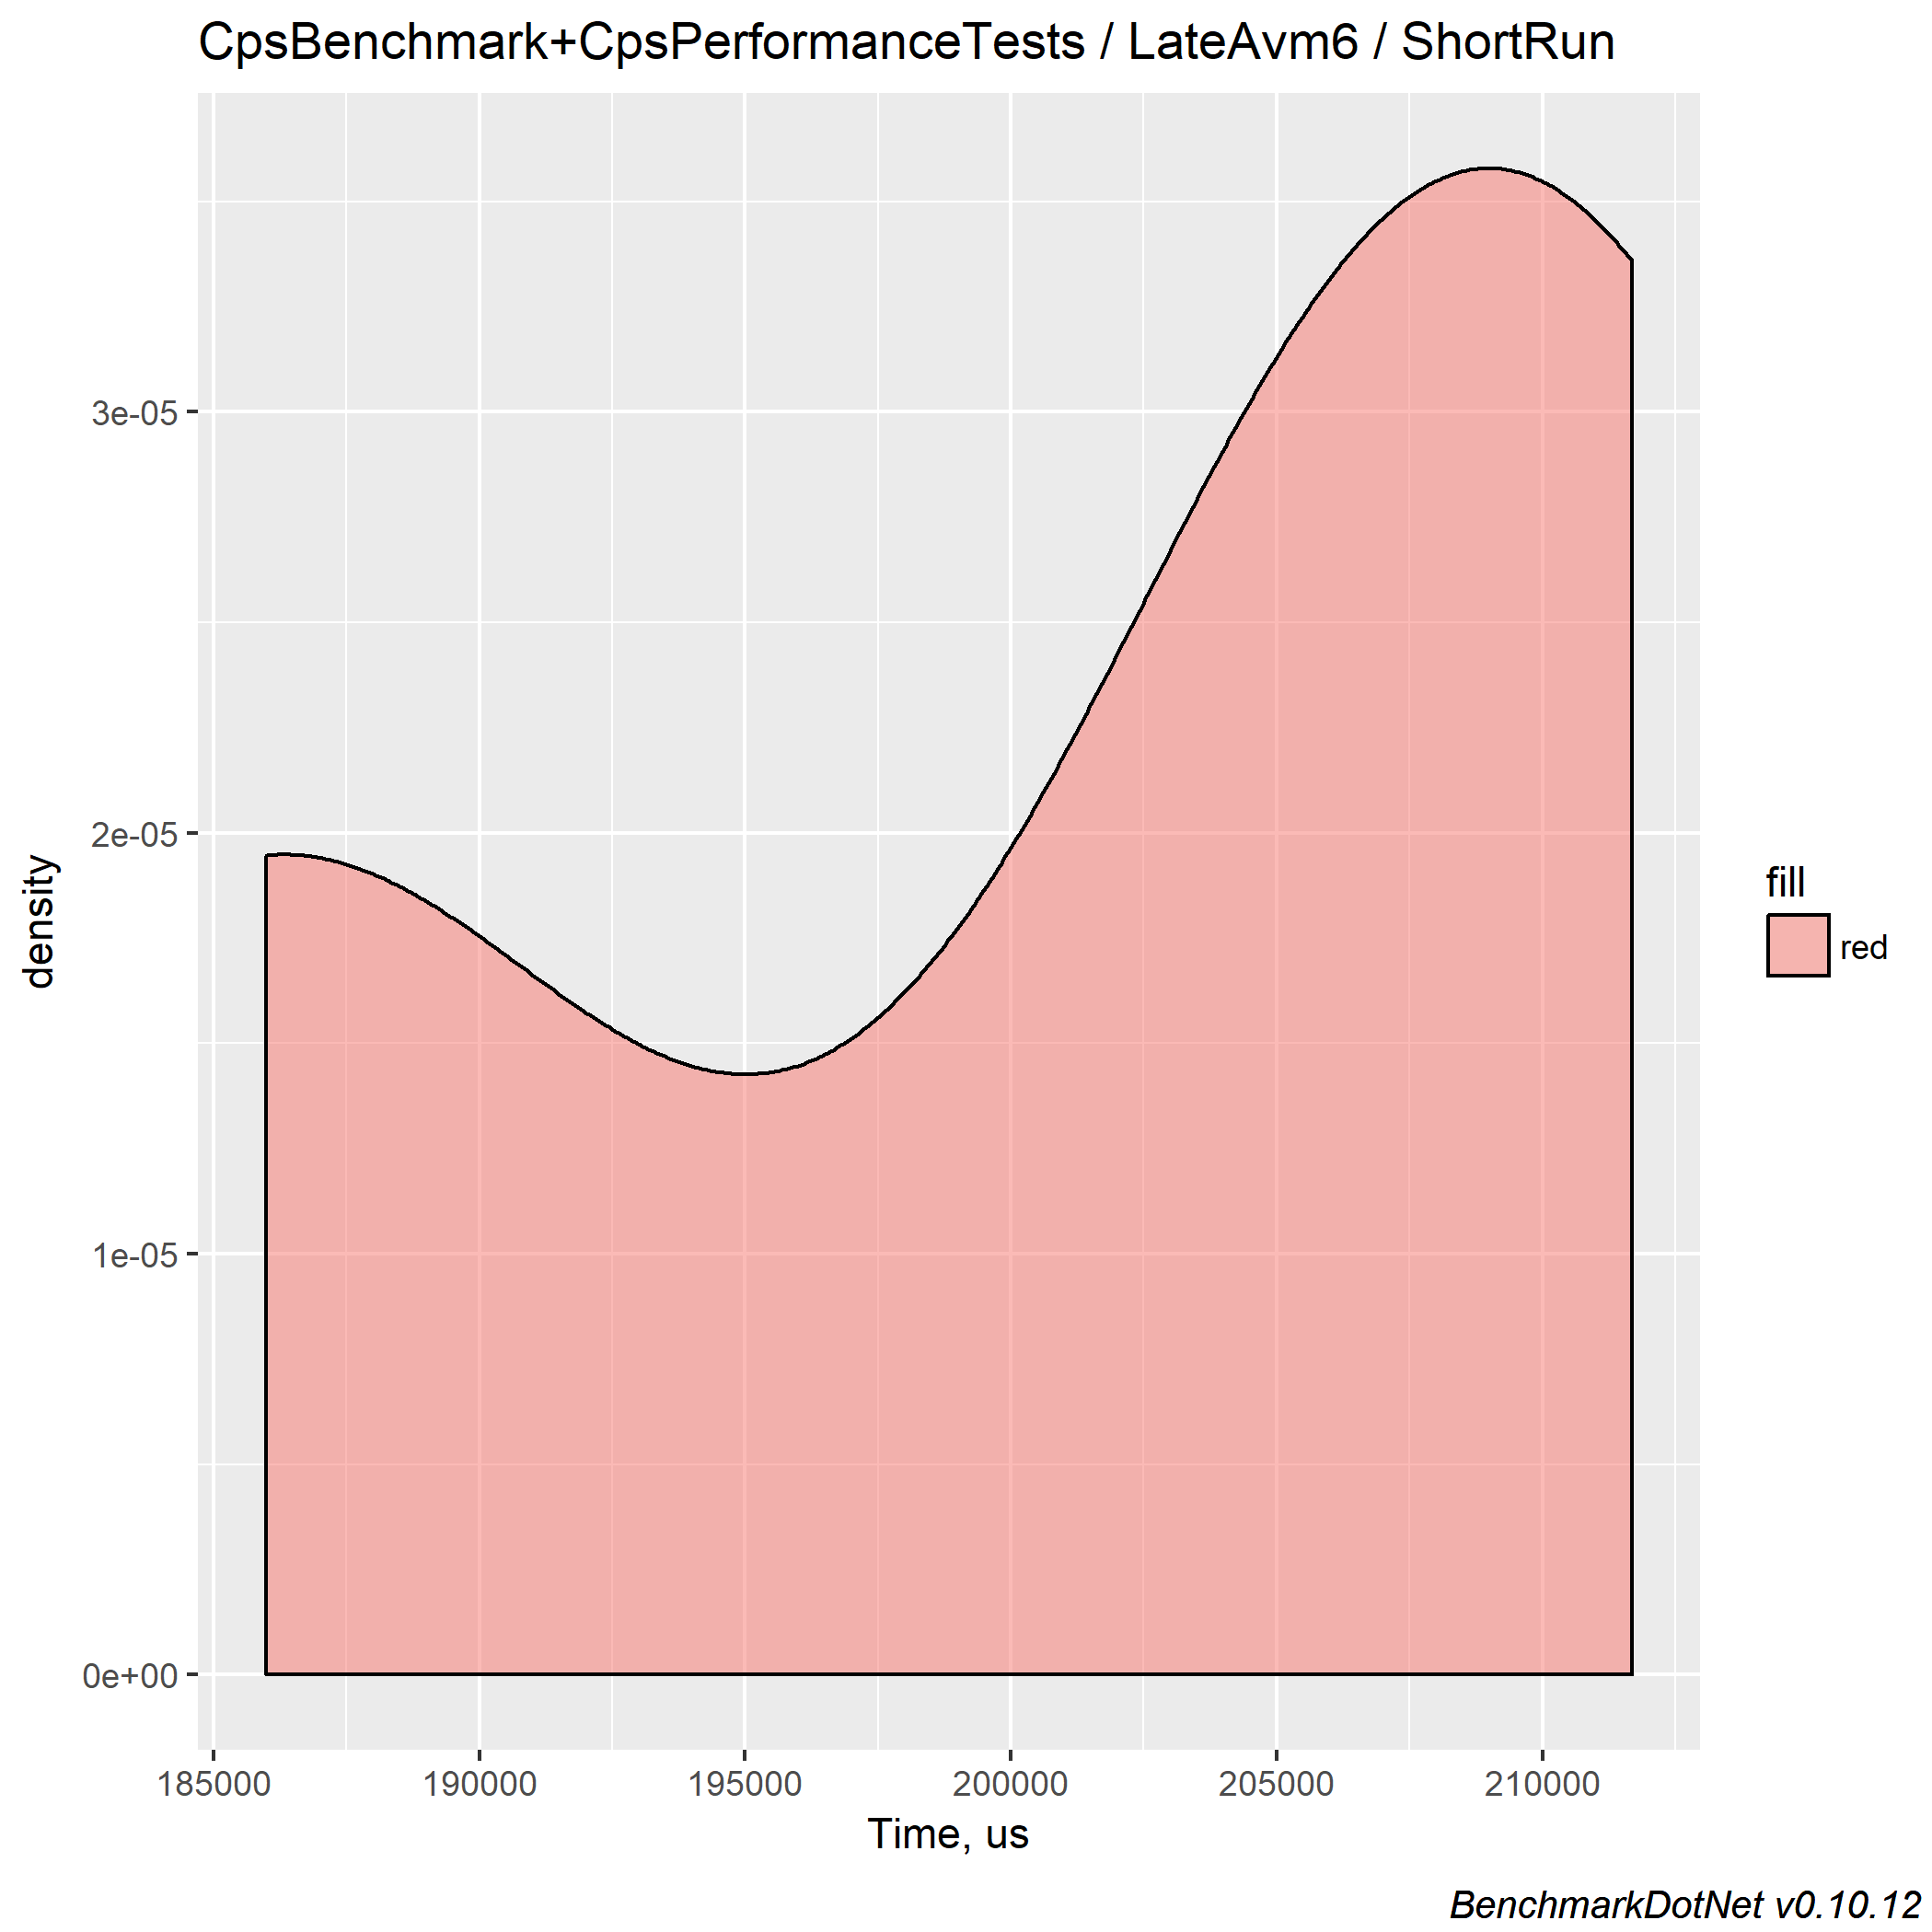 CpsBenchmark+CpsPerformanceTests / LateAvm6 / ShortRun
density
3e-05
2e-05
1e-05
0e+00
185000 190000 195000 200000 205000 210000
Time, us
fill
red
BenchmarkDotNet v0.10.12